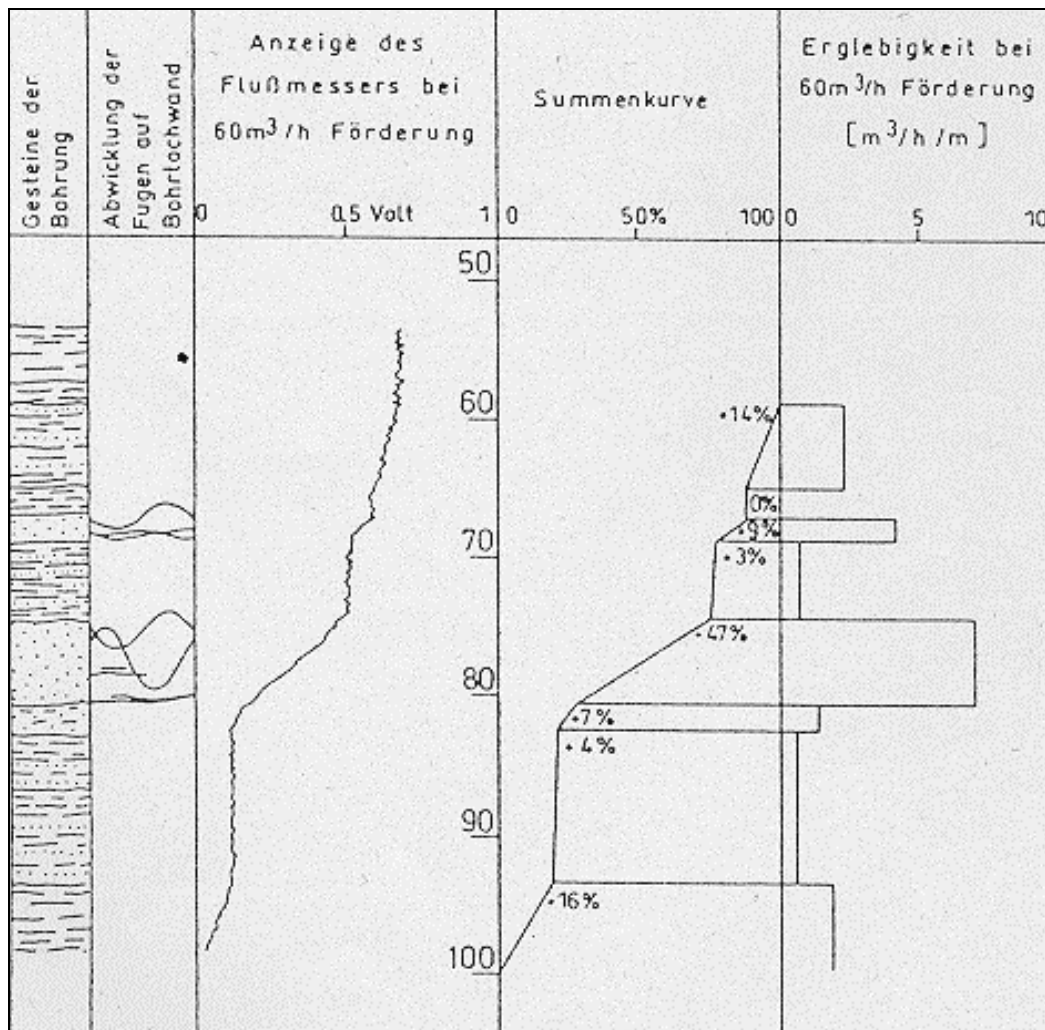 Gesteine der
Bohrung
Abwicklung der
Fugen auf
Bohrlochwand
Anzeige des
Flußmessers bei
60m³/h Förderung
Summenkurve
Erglebigkeit bei
60m³/h Förderung
[m³/h/m]
0
0.5 Volt
1
0
50%
100
0
5
10
50
60
+14%
0%
+9%
70
+3%
+47%
80
+7%
+4%
90
+16%
100